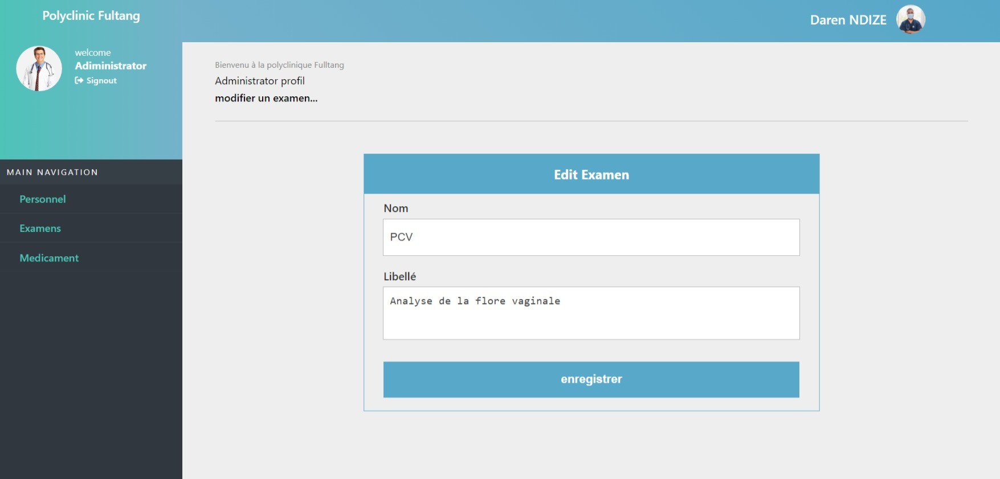 Polyclinic Fultang
Daren NDIZE
welcome
Adiministrator
Signout
Bienvenu à la polyclinique Fulltang
Administrator profil
modifier un examen...
MAIN NAVIGATION
Personnel
Examens
Medicament
Edit Examen
Nom
PCV
Libellé
Analyse de la flore vaginale
enregistrer